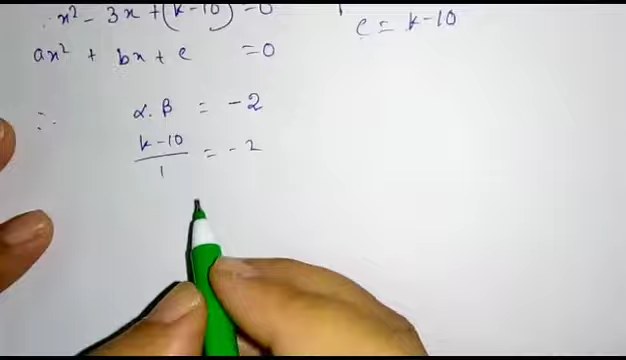 ∴ x² - 3x + (k-10) = 0
c = k-10
ax² + bx + c = 0
∴ α.β = -2
k-10
/1 = -2